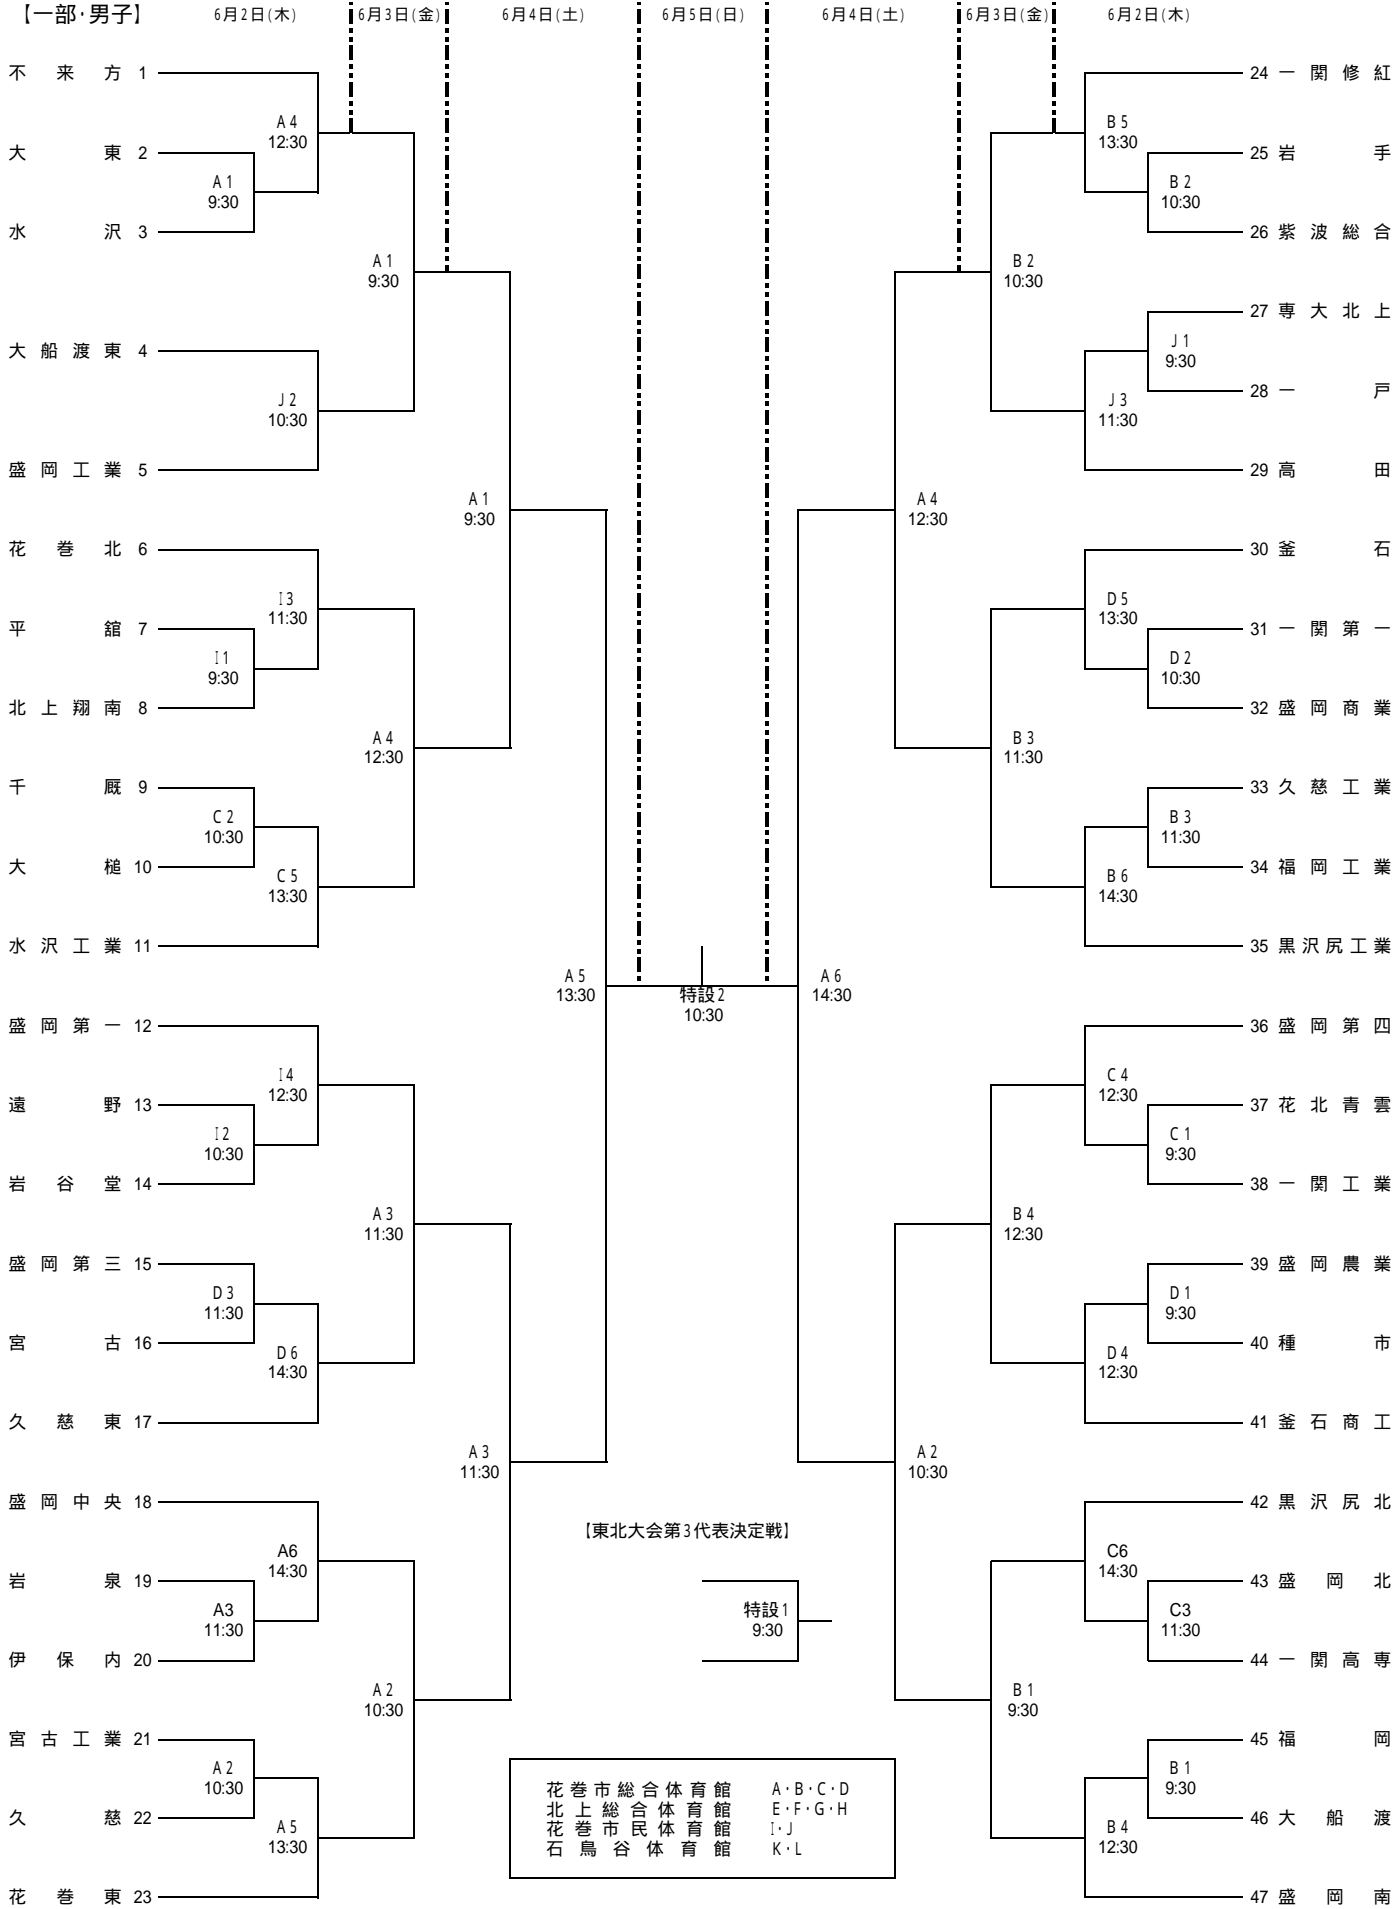 【一部・男子】 6月2日(木) 6月3日(金) 6月4日(土) 6月5日(日) 6月4日(土) 6月3日(金) 6月2日(木)
不来方 1
大東 2
水沢 3
大船渡東 4
盛岡工業 5
花巻北 6
平舘 7
北上翔南 8
千厩 9
大槌 10
水沢工業 11
盛岡第一 12
遠野 13
岩谷堂 14
盛岡第三 15
宮古 16
久慈東 17
盛岡中央 18
岩泉 19
伊保内 20
宮古工業 21
久慈 22
花巻東 23
A1
9:30
I1
9:30
C2
10:30
I2
10:30
D3
11:30
A3
11:30
A2
10:30
A4
12:30
J2
10:30
I3
11:30
C5
13:30
I4
12:30
D6
14:30
A6
14:30
A5
13:30
A1
9:30
A4
12:30
A3
11:30
A2
10:30
A1
9:30
A3
11:30
A5
13:30
特設2
10:30
A6
14:30
A4
12:30
A2
10:30
B2
10:30
B3
11:30
B4
12:30
B1
9:30
B5
13:30
J3
11:30
D5
13:30
B6
14:30
C4
12:30
D4
12:30
C6
14:30
B4
12:30
B2
10:30
J1
9:30
D2
10:30
B3
11:30
C1
9:30
D1
9:30
C3
11:30
B1
9:30
24 一関修紅
25 岩手
26 紫波総合
27 専大北上
28 一戸
29 高田
30 釜石
31 一関第一
32 盛岡商業
33 久慈工業
34 福岡工業
35 黒沢尻工業
36 盛岡第四
37 花北青雲
38 一関工業
39 盛岡農業
40 種市
41 釜石商工
42 黒沢尻北
43 盛岡北
44 一関高専
45 福岡
46 大船渡
47 盛岡南
【東北大会第3代表決定戦】
特設1
9:30
花巻市総合体育館 A・B・C・D
北上総合体育館 E・F・G・H
花巻市民体育館 I・J
石鳥谷体育館 K・L